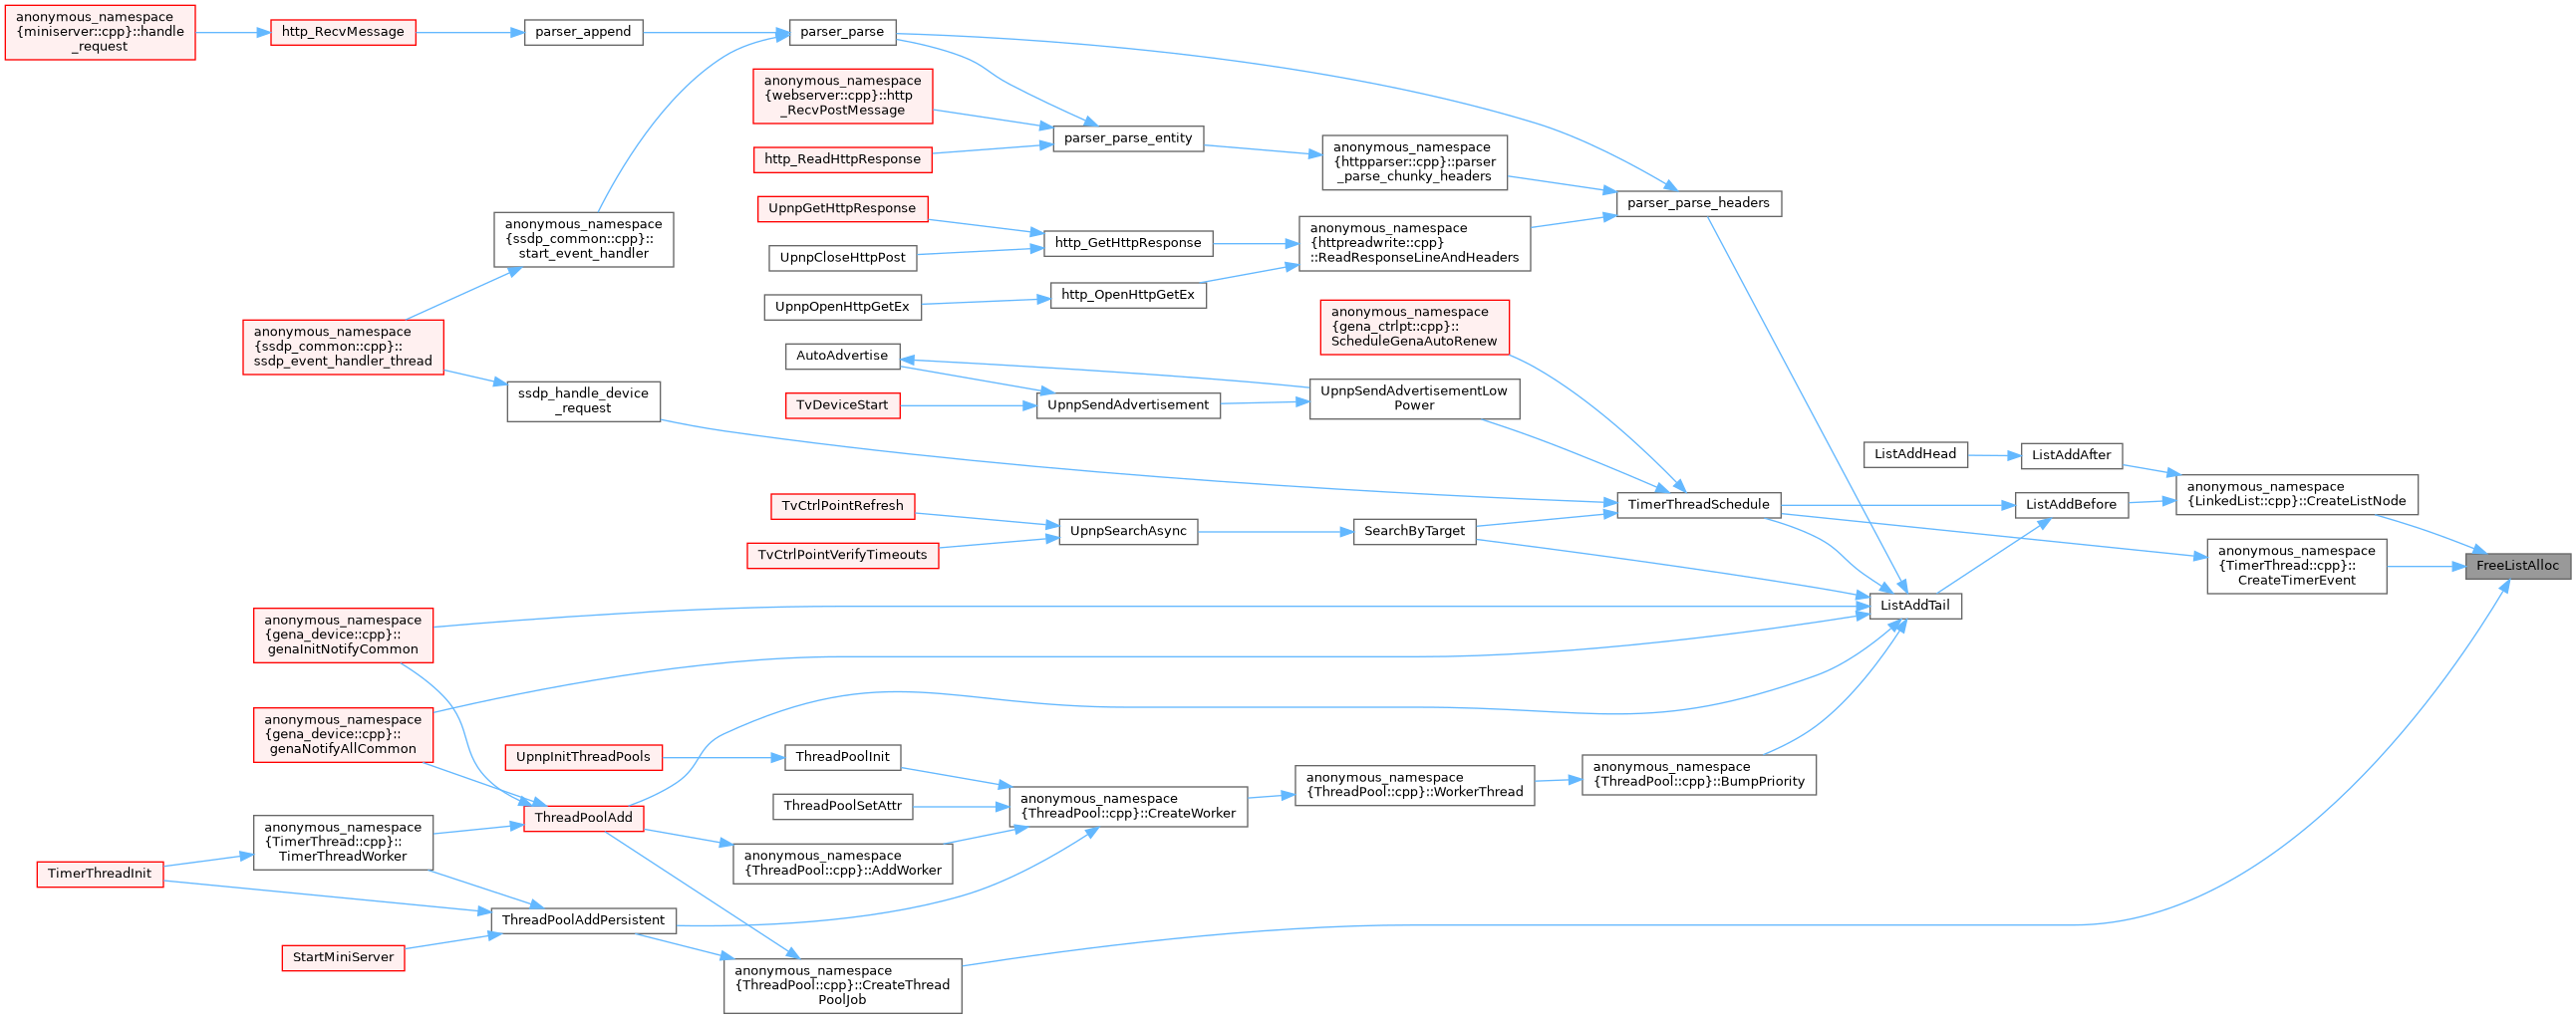 anonymous_namespace
{miniserver::cpp}::handle
_request
http_RecvMessage
parser_append
parser_parse
anonymous_namespace
{webserver::cpp}::http
_RecvPostMessage
parser_parse_entity
http_ReadHttpResponse
anonymous_namespace
{httpparser::cpp}::parser
_parse_chunky_headers
parser_parse_headers
UpnpGetHttpResponse
anonymous_namespace
{ssdp_common::cpp}::
start_event_handler
http_GetHttpResponse
anonymous_namespace
{httpreadwrite::cpp}
::ReadResponseLineAndHeaders
UpnpCloseHttpPost
http_OpenHttpGetEx
UpnpOpenHttpGetEx
anonymous_namespace
{gena_ctrlpt::cpp}::
ScheduleGenaAutoRenew
anonymous_namespace
{ssdp_common::cpp}::
ssdp_event_handler_thread
AutoAdvertise
ssdp_handle_device
_request
TvDeviceStart
UpnpSendAdvertisement
UpnpSendAdvertisementLow
Power
ListAddHead
ListAddAfter
anonymous_namespace
{LinkedList::cpp}::CreateListNode
TvCtrlPointRefresh
TimerThreadSchedule
ListAddBefore
UpnpSearchAsync
SearchByTarget
TvCtrlPointVerifyTimeouts
anonymous_namespace
{TimerThread::cpp}::
CreateTimerEvent
FreeListAlloc
ListAddTail
anonymous_namespace
{gena_device::cpp}::
genaInitNotifyCommon
anonymous_namespace
{gena_device::cpp}::
genaNotifyAllCommon
UpnpInitThreadPools
ThreadPoolInit
anonymous_namespace
{ThreadPool::cpp}::BumpPriority
anonymous_namespace
{ThreadPool::cpp}::WorkerThread
ThreadPoolSetAttr
anonymous_namespace
{ThreadPool::cpp}::CreateWorker
ThreadPoolAdd
anonymous_namespace
{TimerThread::cpp}::
TimerThreadWorker
anonymous_namespace
{ThreadPool::cpp}::AddWorker
TimerThreadInit
ThreadPoolAddPersistent
StartMiniServer
anonymous_namespace
{ThreadPool::cpp}::CreateThread
PoolJob